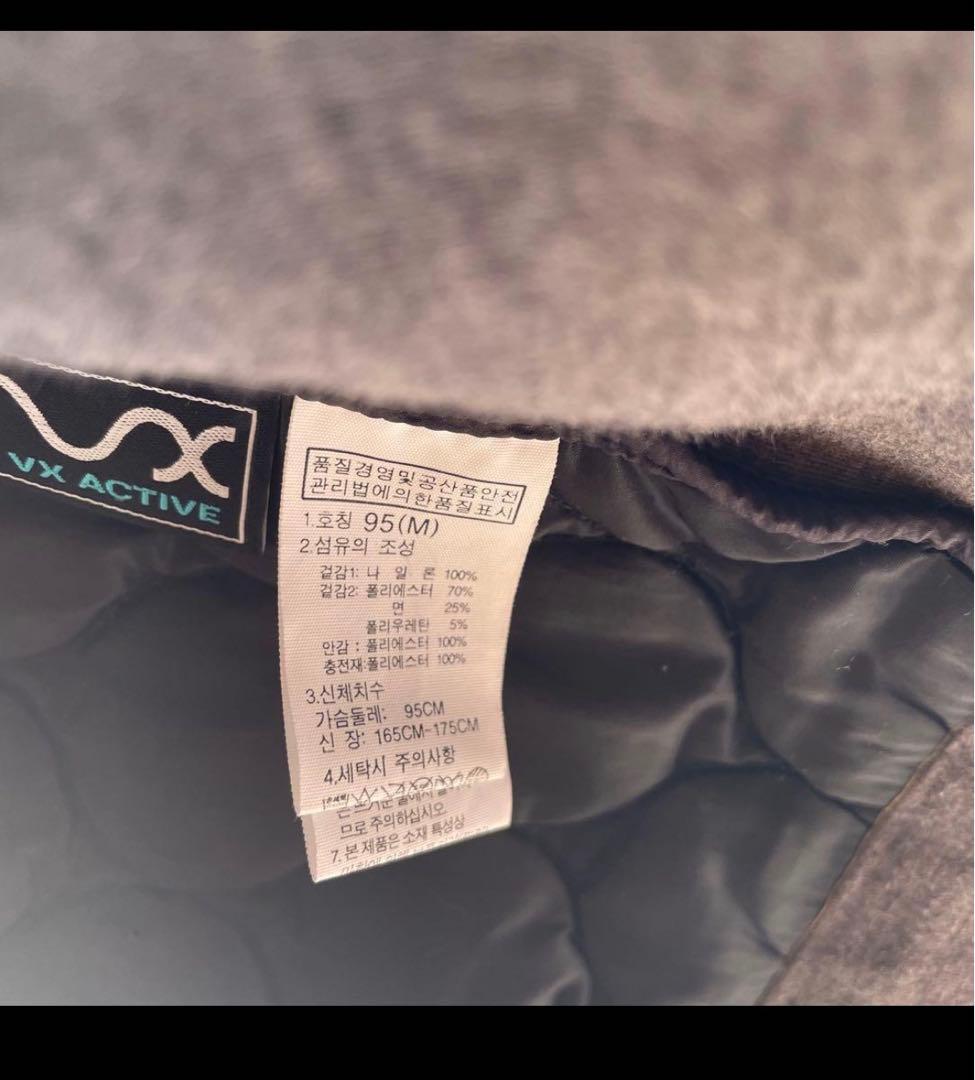 VX
VX ACTIVE
품질경영및공산품안전
관리법에의한품질표시
1.호칭 95(M)
2.섬유의 조성
겉감1: 나 일 론 100%
겉감2: 폴리에스터 70%
면 25%
폴리우레탄 5%
안감 : 폴리에스터 100%
충전재:폴리에스터 100%
3.신체치수
가슴둘레: 95CM
신 장: 165CM-175CM
4.세탁시 주의사항
므로 주의하십시오
7.본 제품은 소재 특성상